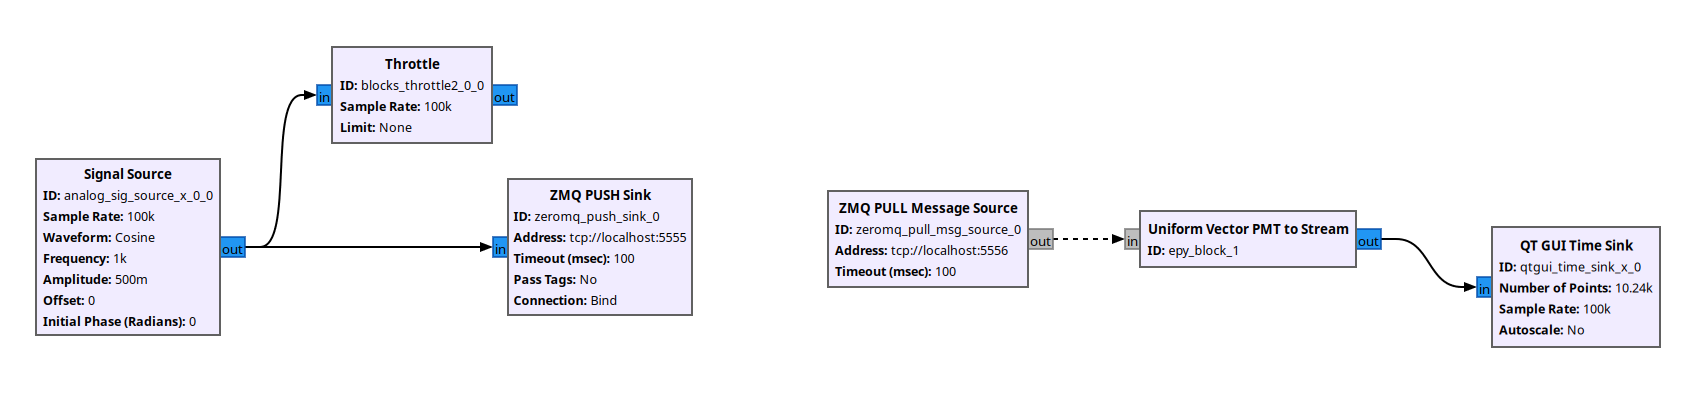 Throttle
ID: blocks_throttle2_0_0
Sample Rate: 100k
Limit: None
in
out
Signal Source
ID: analog_sig_source_x_0_0
Sample Rate: 100k
Waveform: Cosine
Frequency: 1k
Amplitude: 500m
Offset: 0
Initial Phase (Radians): 0
out
ZMQ PUSH Sink
ID: zeromq_push_sink_0
Address: tcp://localhost:5555
Timeout (msec): 100
Pass Tags: No
Connection: Bind
in
ZMQ PULL Message Source
ID: zeromq_pull_msg_source_0
Address: tcp://localhost:5556
Timeout (msec): 100
out
Uniform Vector PMT to Stream
ID: epy_block_1
in
out
QT GUI Time Sink
ID: qtgui_time_sink_x_0
Number of Points: 10.24k
Sample Rate: 100k
Autoscale: No
in